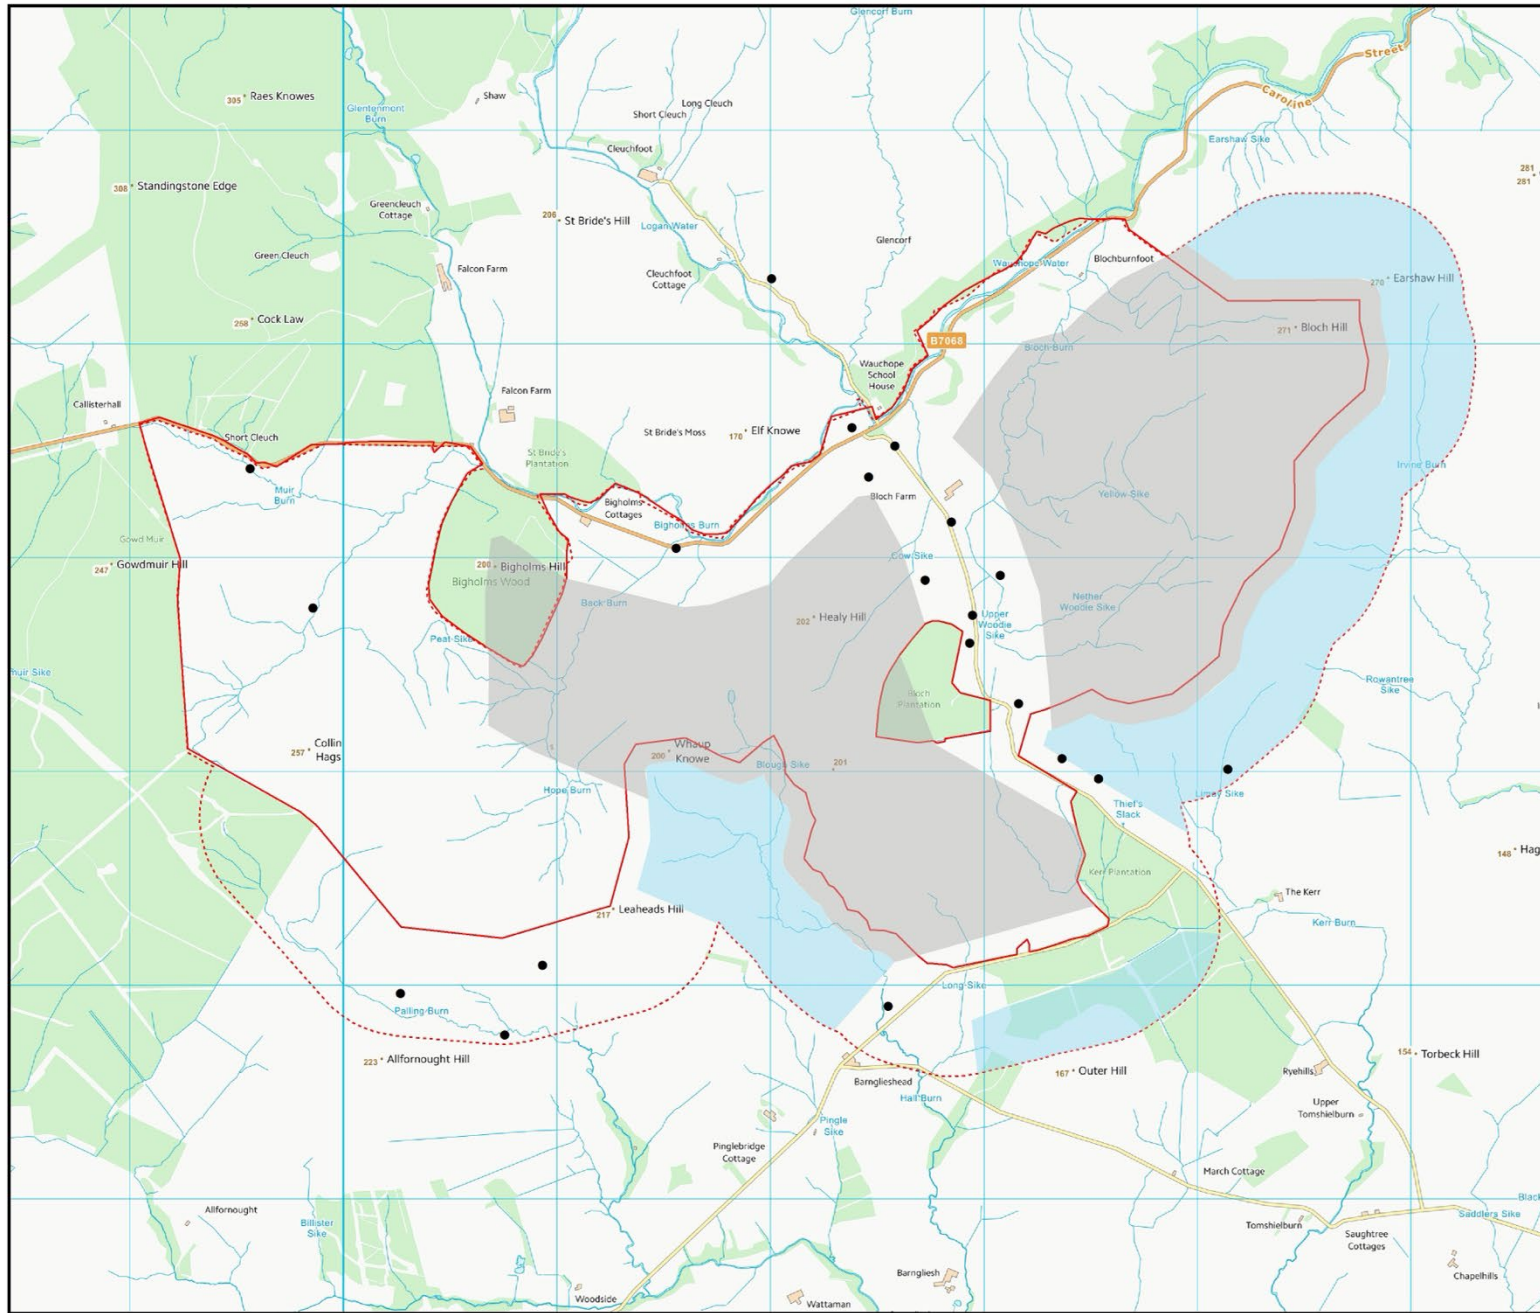 Glencorf Burn
Street
Caroline
305 Raes Knowes
Shaw
Glentenmont
Burn
Long Cleuch
Short Cleuch
Cleuchfoot
Earshaw Sike
281
281
308 Standingstone Edge
Greencleuch
Cottage
206 St Bride's Hill
Logan Water
Glencorf
Green Cleuch
Falcon Farm
Cleuchfoot
Cottage
Wauchope Water
Blochburnfoot
270 Earshaw Hill
268 Cock Law
271 Bloch Hill
B7068
Bloch Burn
Wauchope
School
House
Falcon Farm
Callisterhall
Short Cleuch
St Bride's Moss
170 Elf Knowe
St Bride's
Plantation
Irvine Burn
Muir
Burn
Bigholms
Cottages
Bloch Farm
Yellow Sike
Bigholms Burn
Gowd Muir
247 Gowdmuir Hill
200 Bigholms Hill
Bigholms Wood
Cow Sike
Back Burn
Nether
Woodie Sike
202 Healy Hill
Upper
Woodie
Sike
Peat Sike
huir Sike
Rowantree
Sike
Bloch
Plantation
257 Collin
Hags
200 Whaup
Knowe
Blough Sike
201
Hope Burn
Limey Sike
Thief's
Slack
148 Hag
Kerr Plantation
The Kerr
217 Leaheads Hill
Kerr Burn
Long Sike
Palling Burn
223 Allfornought Hill
154 Torbeck Hill
167 Outer Hill
Ryehills
Barnglieshead
Hall Burn
Upper
Tomshielburn
Pingle
Sike
Pinglebridge
Cottage
March Cottage
Allfornought
Billister
Sike
Black
Saddlers Sike
Tomshielburn
Saughtree
Cottages
Barngliesh
Chapelhills
Woodside
Wattaman